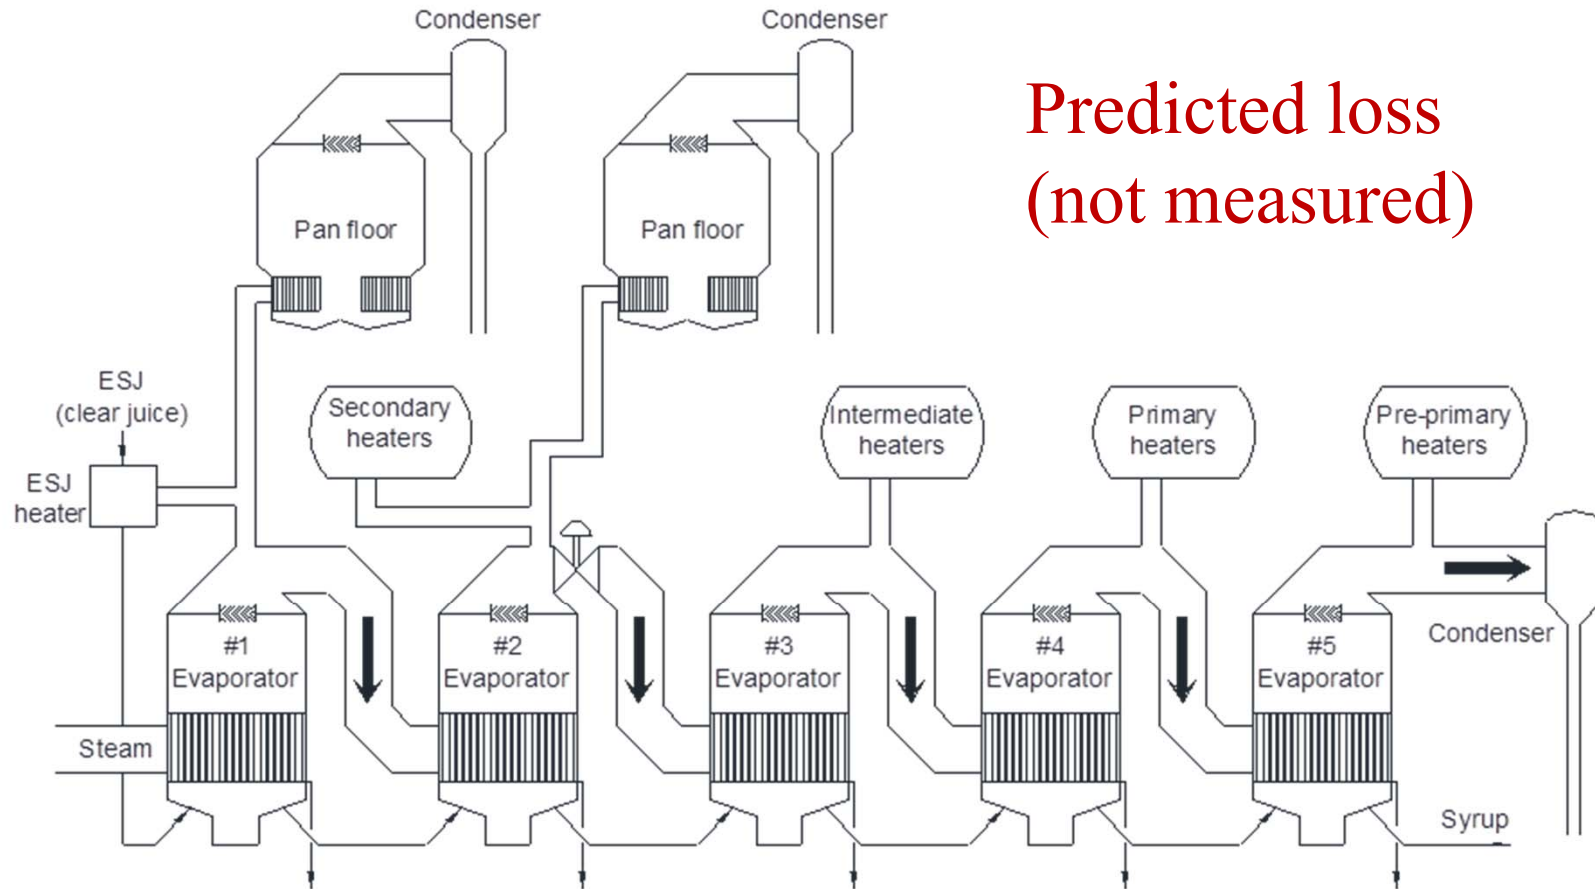 Condenser
Condenser
Predicted loss
(not measured)
Pan floor
Pan floor
ESJ
(clear juice)
Secondary
heaters
Intermediate
heaters
Primary
heaters
Pre-primary
heaters
ESJ
heater
#1
Evaporator
#2
Evaporator
#3
Evaporator
#4
Evaporator
#5
Evaporator
Condenser
Steam
Syrup